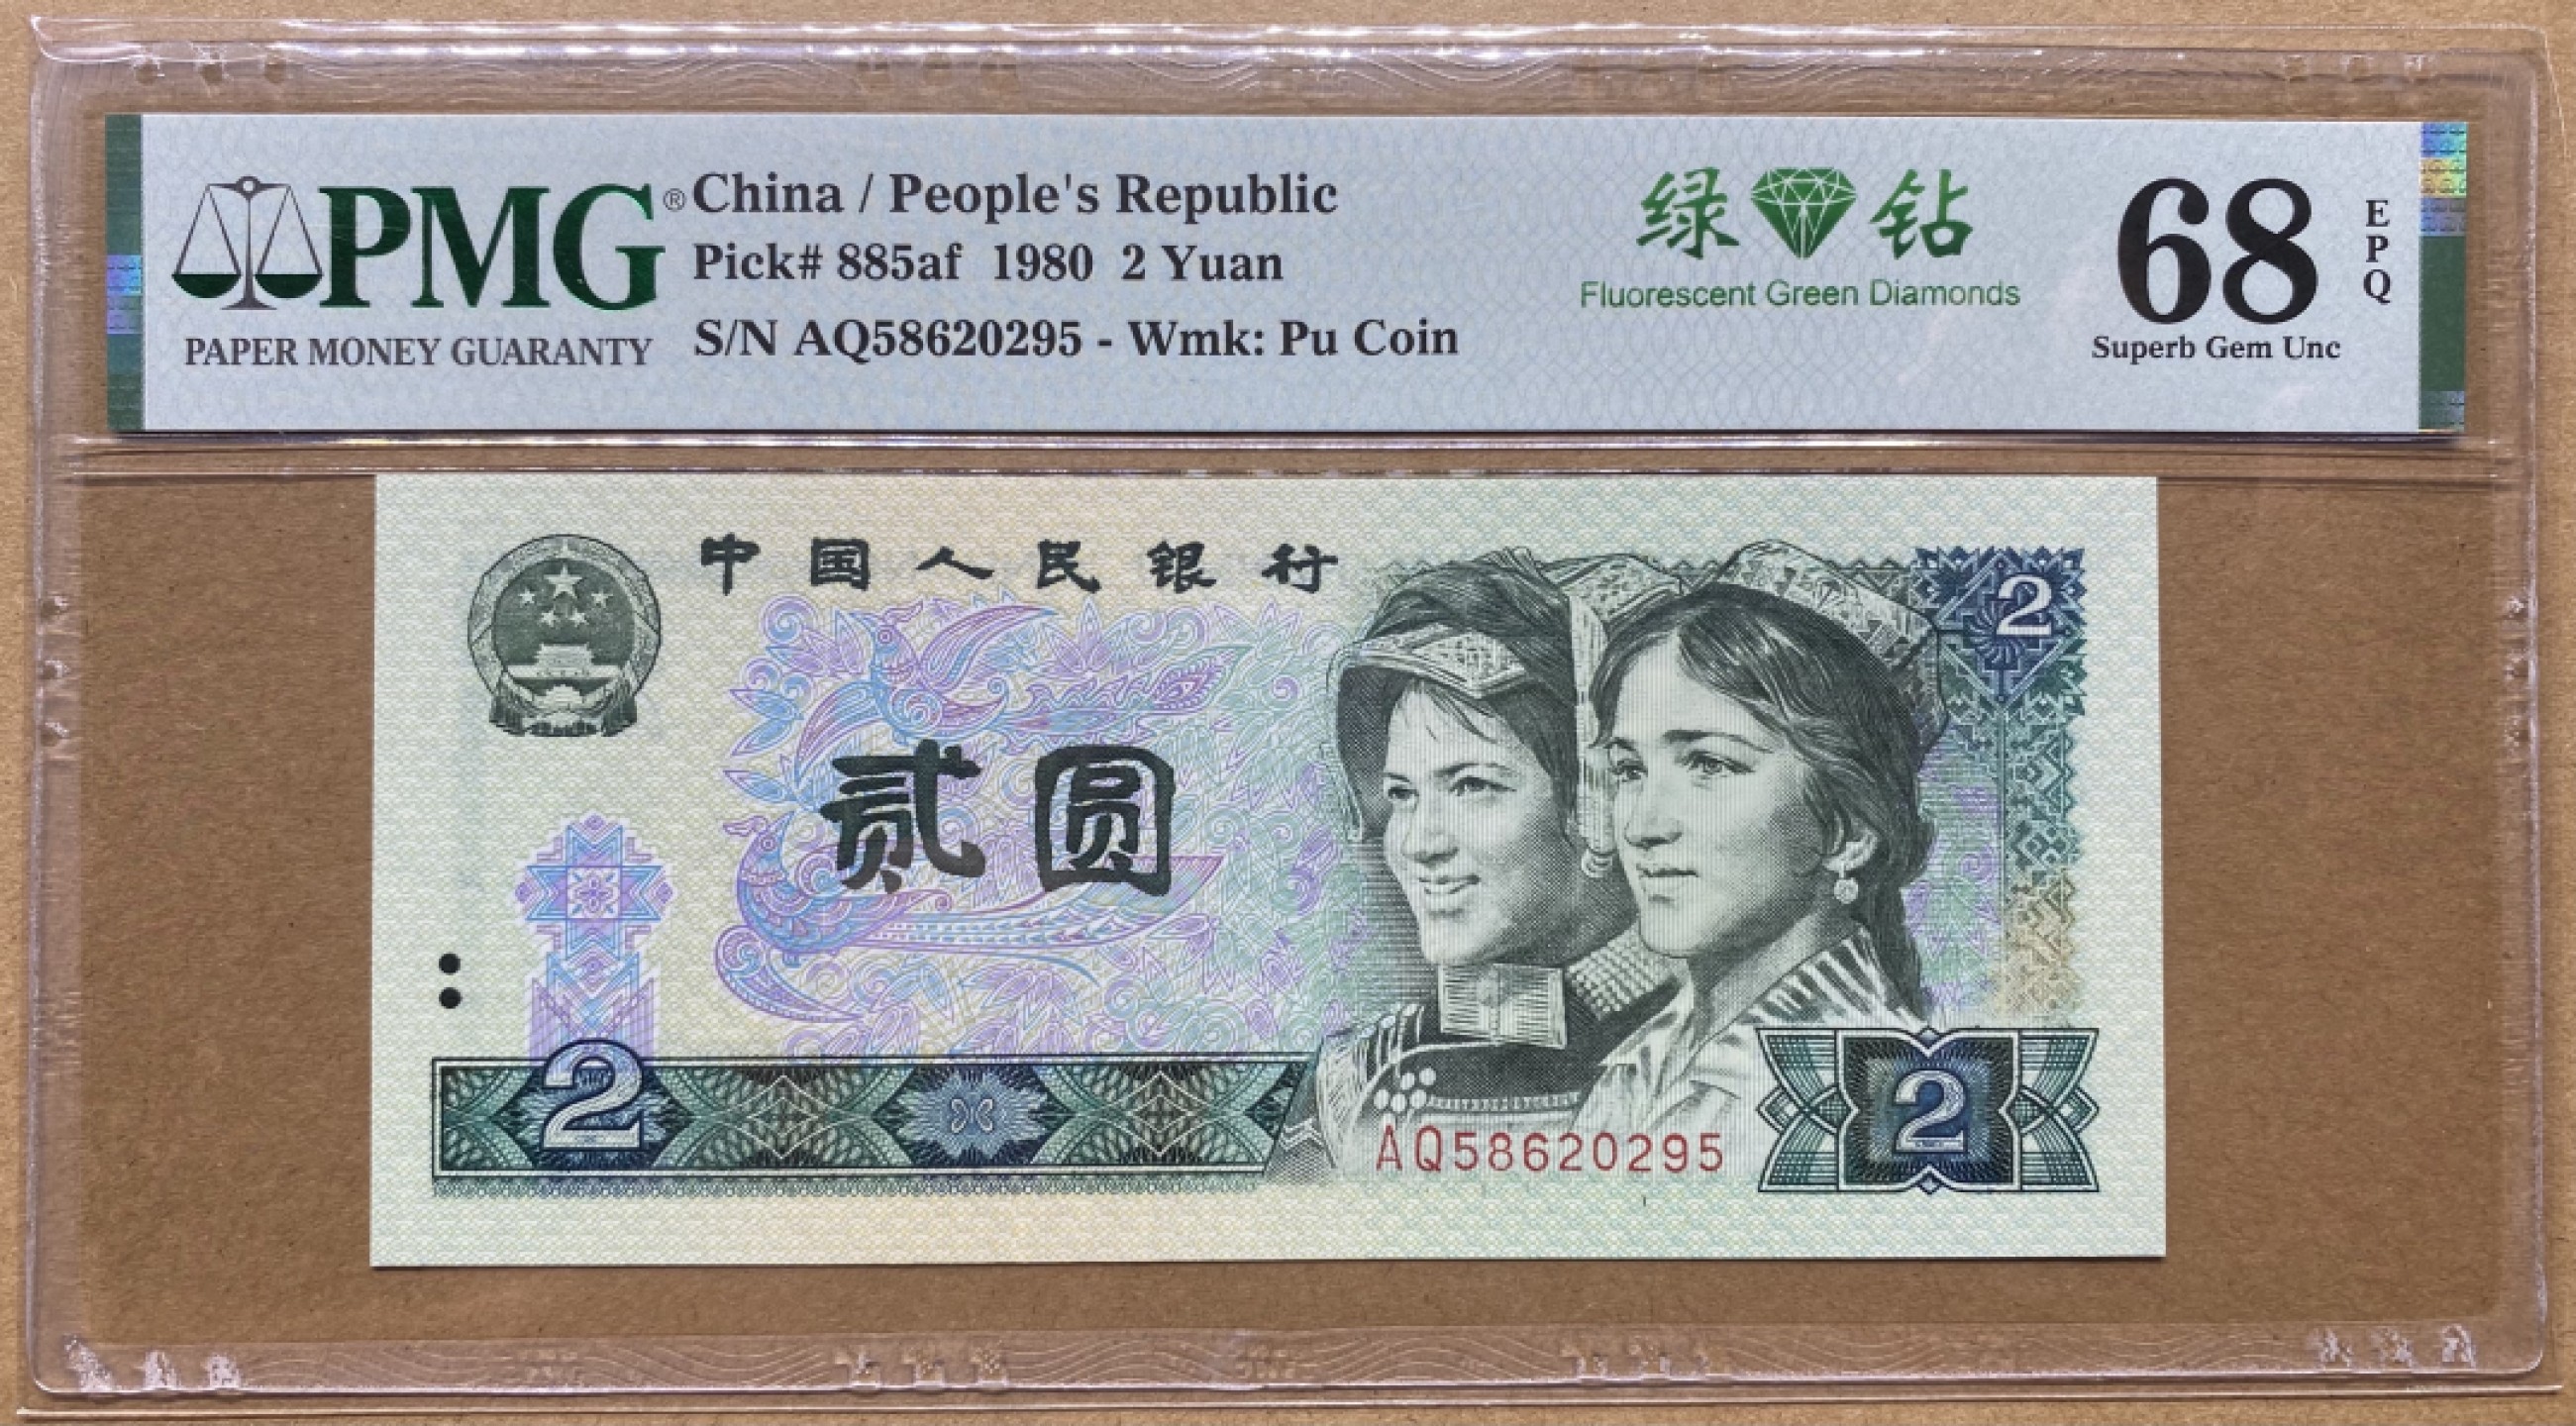 PMG®
PAPER MONEY GUARANTY
China / People's Republic
Pick# 885af 1980 2 Yuan
S/N AQ58620295 - Wmk: Pu Coin
绿钻
Fluorescent Green Diamonds
68
EPQ
Superb Gem Unc
中国人民银行
2
贰圆
2
AQ58620295
2